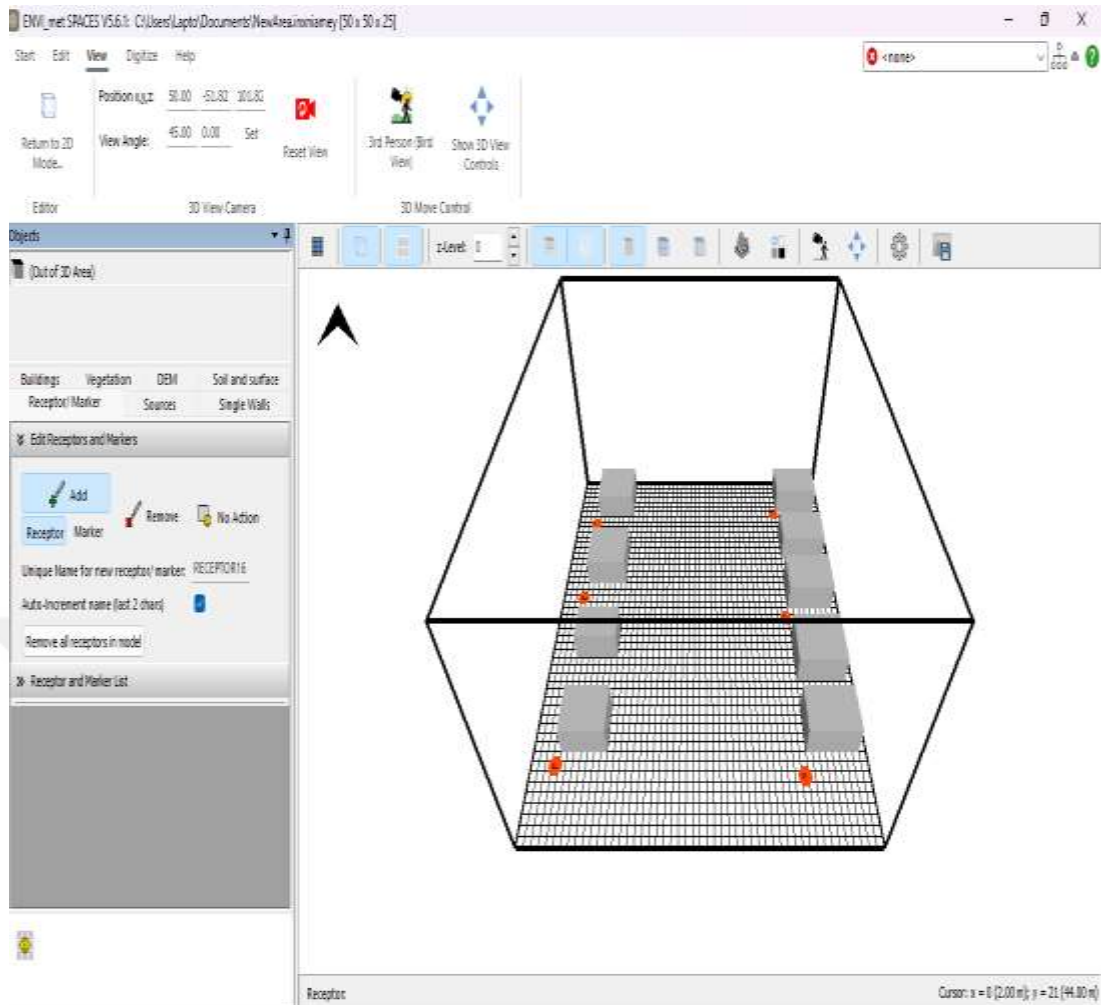 ENVI_met SPACES V5.6.1: C:\Users\Lapto\Documents\NewArea.inxniamey [50 x 50 x 25]
Start Edit View Digitize Help
<none>
Position x,y,z: 50.00 -51.82 101.82
View Angle: 45.00 0.00 Set
Return to 2D Mode...
Reset View
3rd Person (Bird View)
Show 3D View Controls
Editor
3D View Camera
3D Move Control
Objects
z-Level: 0
(Out of 3D Area)
Buildings Vegetation DEM Soil and surface
Receptor/ Marker Sources Single Walls
Edit Receptors and Markers
Add
Remove
No Action
Receptor Marker
Unique Name for new receptor/ marker: RECEPTOR16
Auto-Increment name (last 2 chars)
Remove all receptors in model
Receptor and Marker List
Receptor:
Cursor: x = 0 (2.00 m); y = 21 (44.00 m)